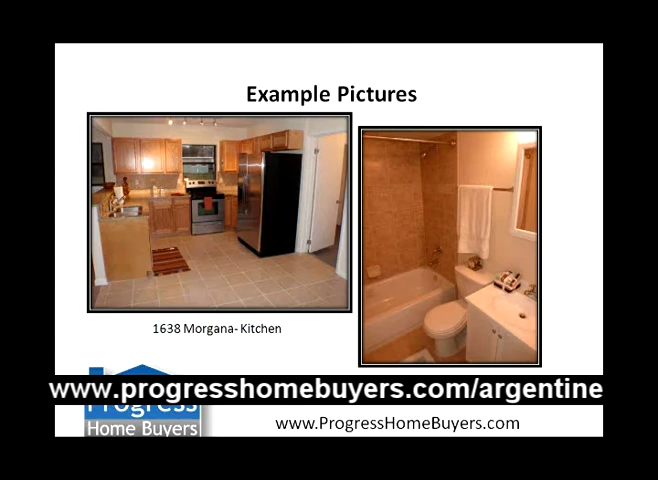 Example Pictures
1638 Morgana- Kitchen
www.progresshomebuyers.com/argentine
Progress
Home Buyers
www.ProgressHomeBuyers.com